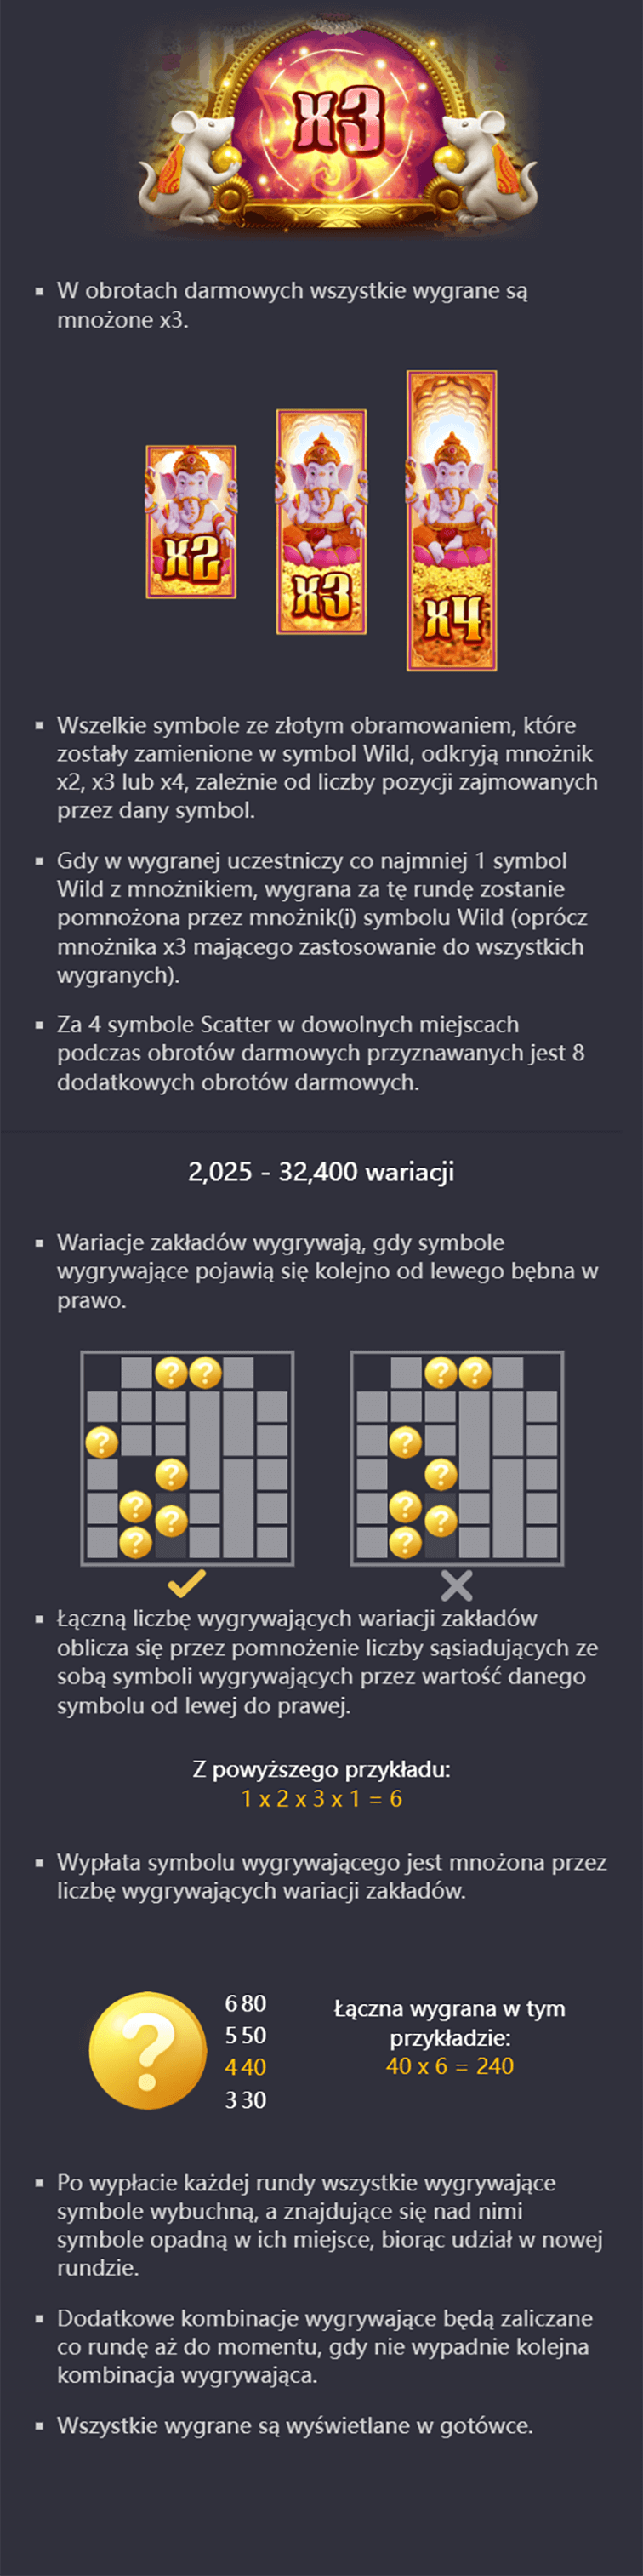 x3
W obrotach darmowych wszystkie wygrane są
mnożone x3.
x2
x3
x4
Wszelkie symbole ze złotym obramowaniem, które
zostały zamienione w symbol Wild, odkryją mnożnik
x2, x3 lub x4, zależnie od liczby pozycji zajmowanych
przez dany symbol.
Gdy w wygranej uczestniczy co najmniej 1 symbol
Wild z mnożnikiem, wygrana za tę rundę zostanie
pomnożona przez mnożnik(i) symbolu Wild (oprócz
mnożnika x3 mającego zastosowanie do wszystkich
wygranych).
Za 4 symbole Scatter w dowolnych miejscach
podczas obrotów darmowych przyznawanych jest 8
dodatkowych obrotów darmowych.
2,025 - 32,400 wariacji
Wariacje zakładów wygrywają, gdy symbole
wygrywające pojawią się kolejno od lewego bębna w
prawo.
? ?
?
?
?
?
?
? ?
?
?
?
?
?
Łączną liczbę wygrywających wariacji zakładów
oblicza się przez pomnożenie liczby sąsiadujących ze
sobą symboli wygrywających przez wartość danego
symbolu od lewej do prawej.
Z powyższego przykładu:
1 x 2 x 3 x 1 = 6
Wypłata symbolu wygrywającego jest mnożona przez
liczbę wygrywających wariacji zakładów.
?
6 80
5 50
4 40
3 30
Łączna wygrana w tym
przykładzie:
40 x 6 = 240
Po wypłacie każdej rundy wszystkie wygrywające
symbole wybuchną, a znajdujące się nad nimi
symbole opadną w ich miejsce, biorąc udział w nowej
rundzie.
Dodatkowe kombinacje wygrywające będą zaliczane
co rundę aż do momentu, gdy nie wypadnie kolejna
kombinacja wygrywająca.
Wszystkie wygrane są wyświetlane w gotówce.